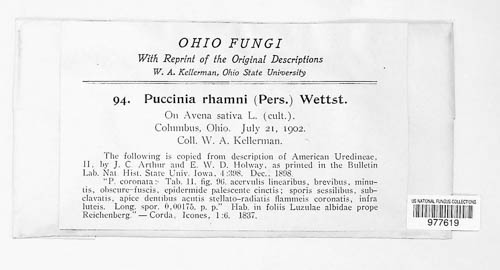 OHIO FUNGI
With Reprint of the Original Descriptions
W. A. Kellerman, Ohio State University
94. Puccinia rhamni (Pers.) Wettst.
On Avena sativa L. (cult.).
Columbus, Ohio. July 21, 1902.
Coll. W. A. Kellerman.
The following is copied from description of American Uredineae,
II, by J. C. Arthur and E. W. D. Holway, as printed in the Bulletin
Lab. Nat. Hist. State Univ. Iowa, 4:398. Dec., 1898.
"P. coronata: Tab. II, fig. 96, acervulis linearibus, brevibus, minu-
tis, obscure-fuscis, epidermide palescente cinctis; sporis sessilibus, sub-
clavatis, apice dentibus acutis stellato-radiatis flammeis coronatis, infra
luteis. Long. spor. 0,00175. p. p." Hab. in foliis Luzulae albidae prope
Reichenberg."—Corda, Icones, 1:6. 1837.
US NATIONAL FUNGUS COLLECTIONS
977619